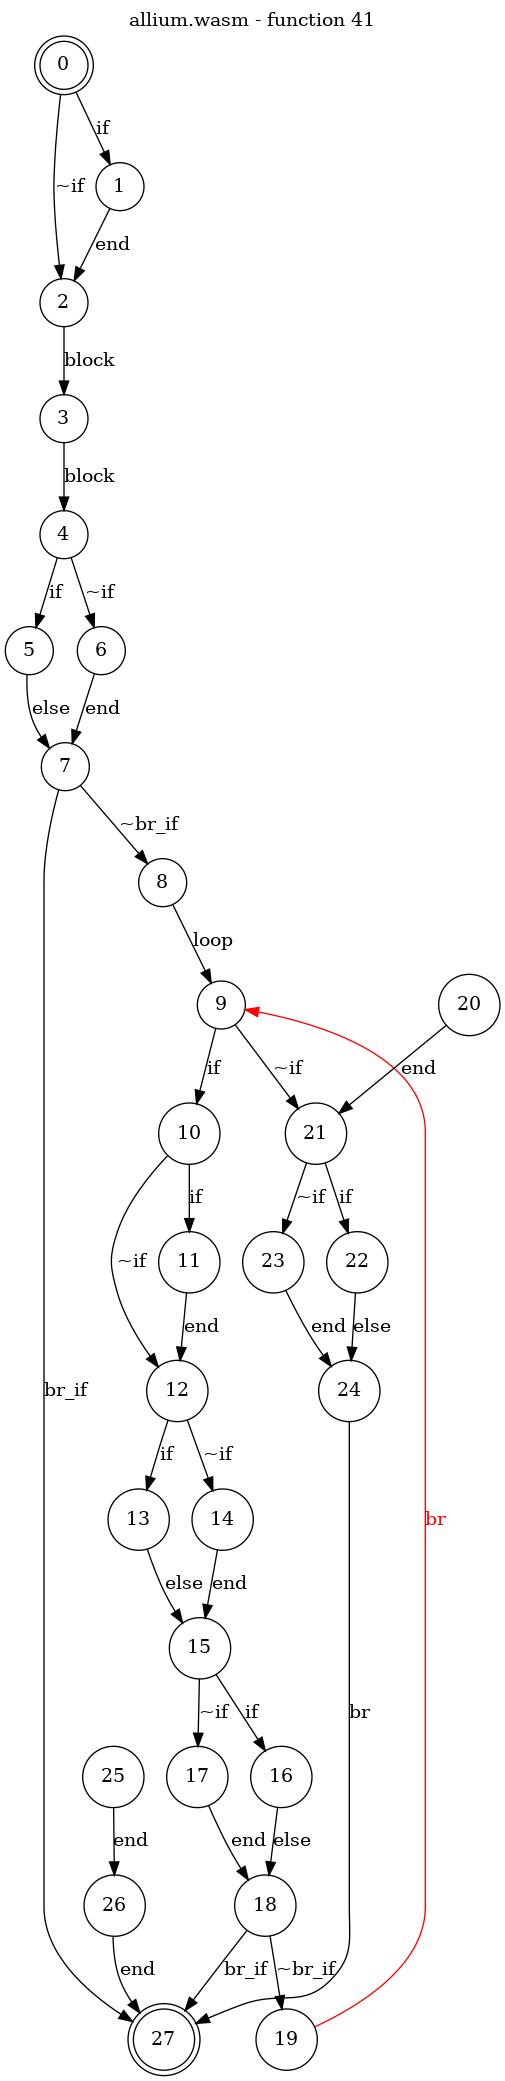 allium.wasm - function 41
0
if
~if
1
end
2
block
3
block
4
if
~if
5
6
else
end
7
~br_if
8
loop
9
20
if
~if
end
10
21
~if
if
~if
if
11
23
22
end
end
else
br_if
12
24
if
~if
13
14
br
else
end
15
~if
if
br
25
17
16
end
end
else
26
18
end
br_if
~br_if
27
19